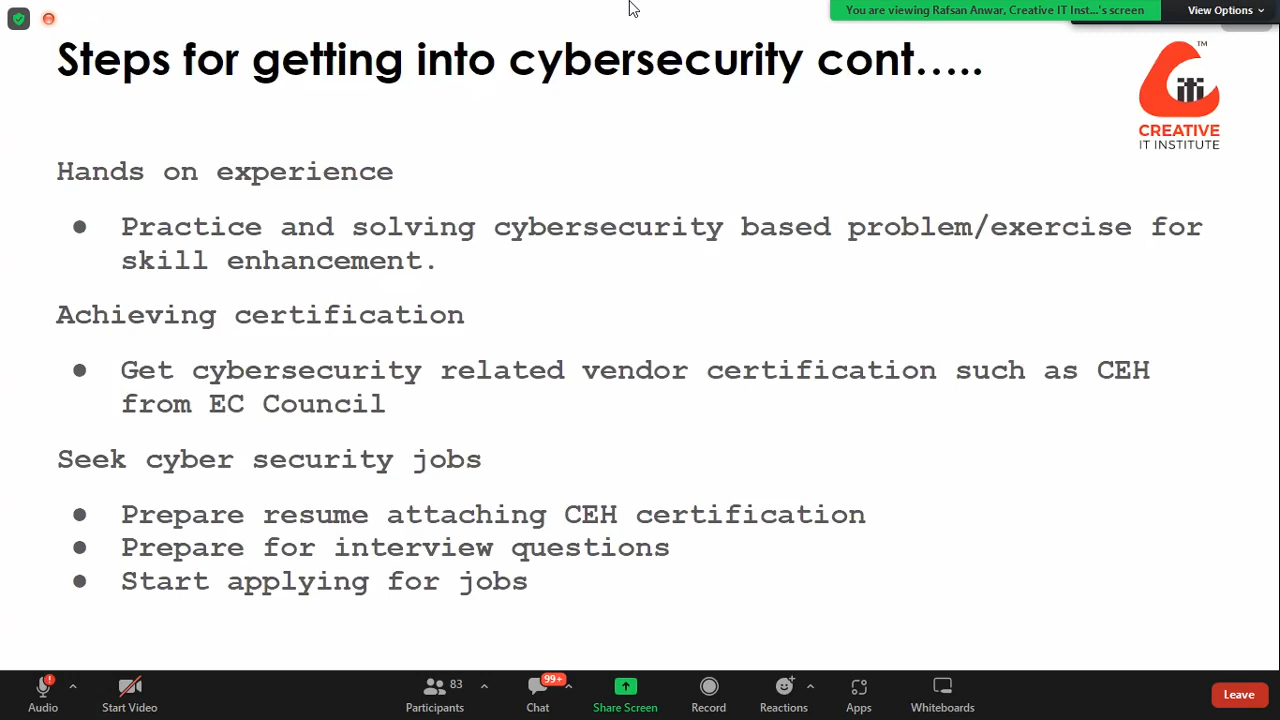 You are viewing Rafsan Anwar, Creative IT Inst...'s screen
View Options
Steps for getting into cybersecurity cont.....
TM
CREATIVE
IT INSTITUTE
Hands on experience
● Practice and solving cybersecurity based problem/exercise for
skill enhancement.
Achieving certification
● Get cybersecurity related vendor certification such as CEH
from EC Council
Seek cyber security jobs
● Prepare resume attaching CEH certification
● Prepare for interview questions
● Start applying for jobs
Audio
Start Video
83
Participants
99+
Chat
Share Screen
Record
Reactions
Apps
Whiteboards
Leave